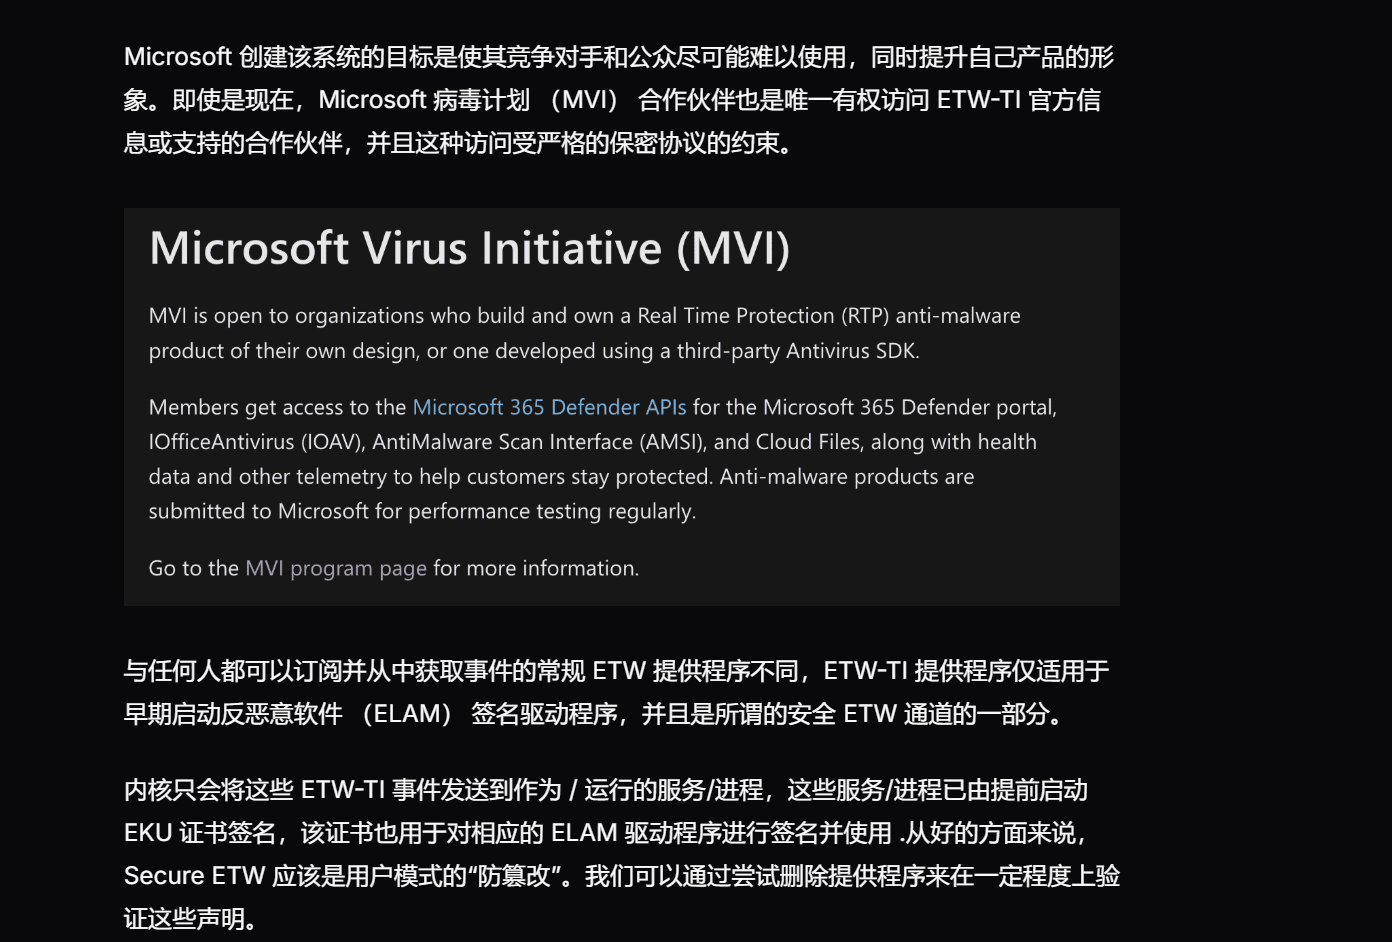 Microsoft 创建该系统的目标是使其竞争对手和公众尽可能难以使用，同时提升自己产品的形
象。即使是现在，Microsoft 病毒计划 （MVI） 合作伙伴也是唯一有权访问 ETW-TI 官方信
息或支持的合作伙伴，并且这种访问受严格的保密协议的约束。
Microsoft Virus Initiative (MVI)
MVI is open to organizations who build and own a Real Time Protection (RTP) anti-malware
product of their own design, or one developed using a third-party Antivirus SDK.
Members get access to the Microsoft 365 Defender APIs for the Microsoft 365 Defender portal,
IOfficeAntivirus (IOAV), AntiMalware Scan Interface (AMSI), and Cloud Files, along with health
data and other telemetry to help customers stay protected. Anti-malware products are
submitted to Microsoft for performance testing regularly.
Go to the MVI program page for more information.
与任何人都可以订阅并从中获取事件的常规 ETW 提供程序不同，ETW-TI 提供程序仅适用于
早期启动反恶意软件 （ELAM） 签名驱动程序，并且是所谓的安全 ETW 通道的一部分。
内核只会将这些 ETW-TI 事件发送到作为 / 运行的服务/进程，这些服务/进程已由提前启动
EKU 证书签名，该证书也用于对相应的 ELAM 驱动程序进行签名并使用 .从好的方面来说，
Secure ETW 应该是用户模式的“防篡改”。我们可以通过尝试删除提供程序来在一定程度上验
证这些声明。